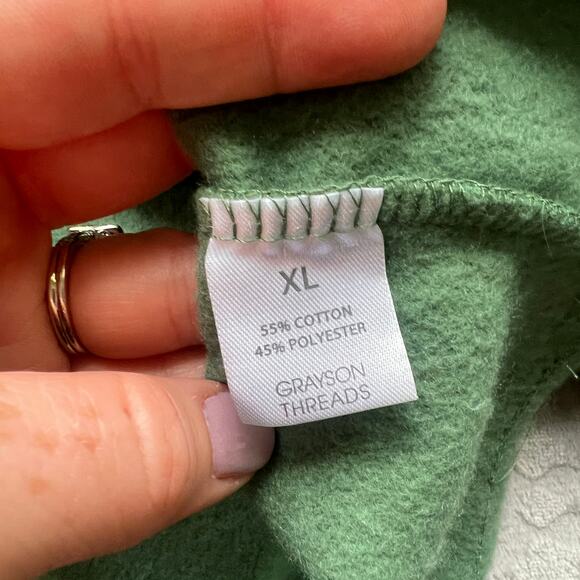 XL
55% COTTON
45% POLYESTER
GRAYSON
THREADS